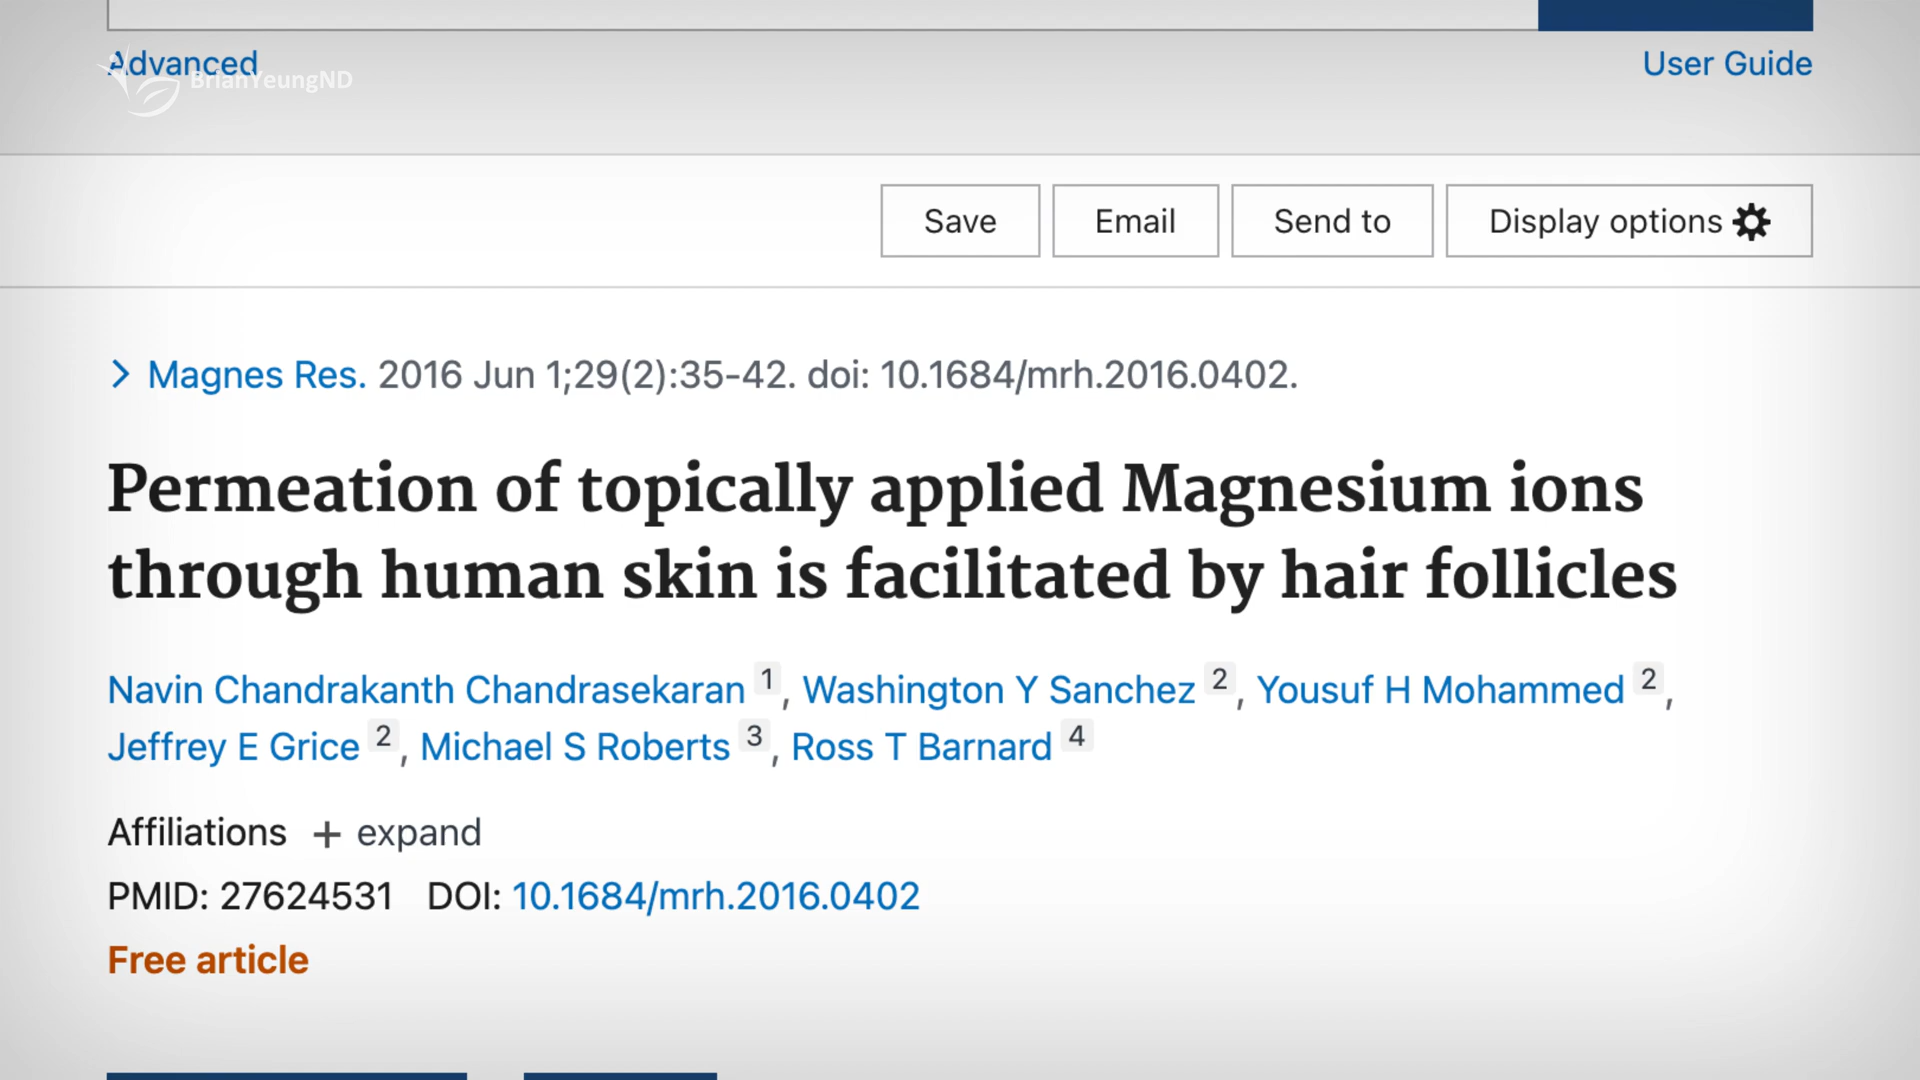 Advanced
BrianYeungND
User Guide
Save
Email
Send to
Display options
Magnes Res. 2016 Jun 1;29(2):35-42. doi: 10.1684/mrh.2016.0402.
Permeation of topically applied Magnesium ions
through human skin is facilitated by hair follicles
Navin Chandrakanth Chandrasekaran 1, Washington Y Sanchez 2, Yousuf H Mohammed 2,
Jeffrey E Grice 2, Michael S Roberts 3, Ross T Barnard 4
Affiliations + expand
PMID: 27624531 DOI: 10.1684/mrh.2016.0402
Free article